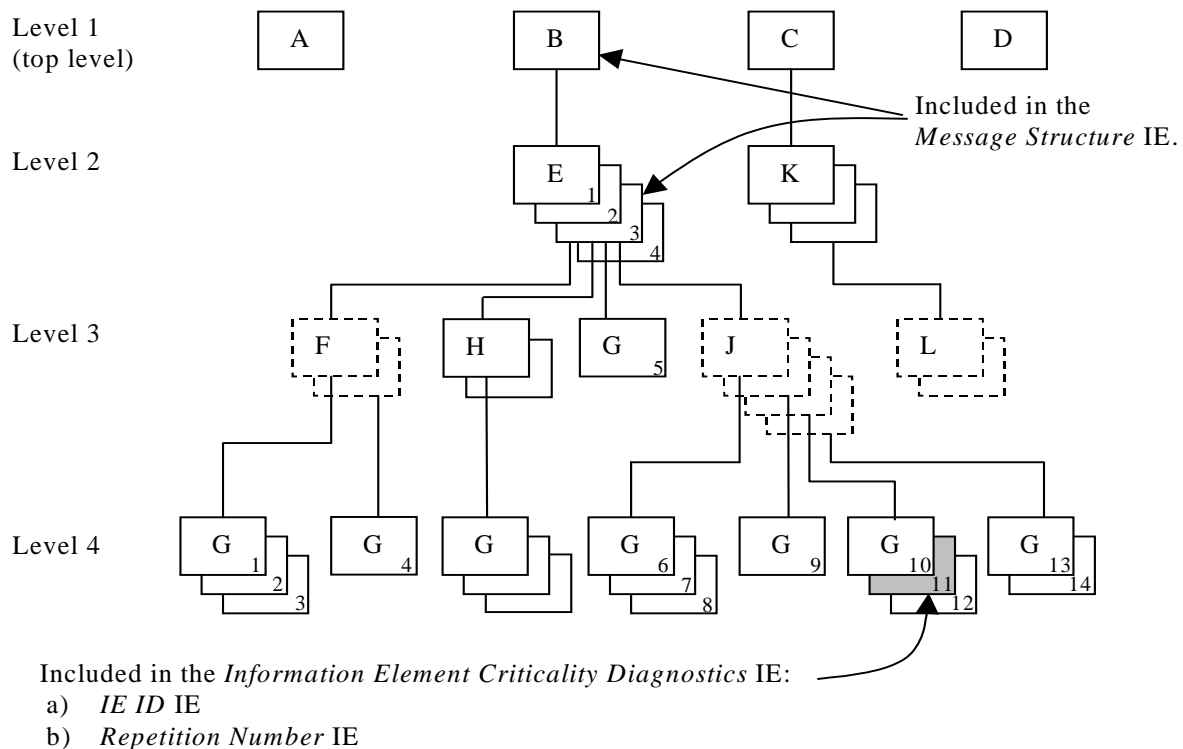 Level 1
(top level)
A
B
C
D
Included in the
Message Structure IE.
Level 2
E
1
2
3
4
K
Level 3
F
H
G
5
J
L
Level 4
G
1
2
3
G
4
G
G
6
7
8
G
9
G
10
11
12
G
13
14
Included in the Information Element Criticality Diagnostics IE:
a) IE ID IE
b) Repetition Number IE